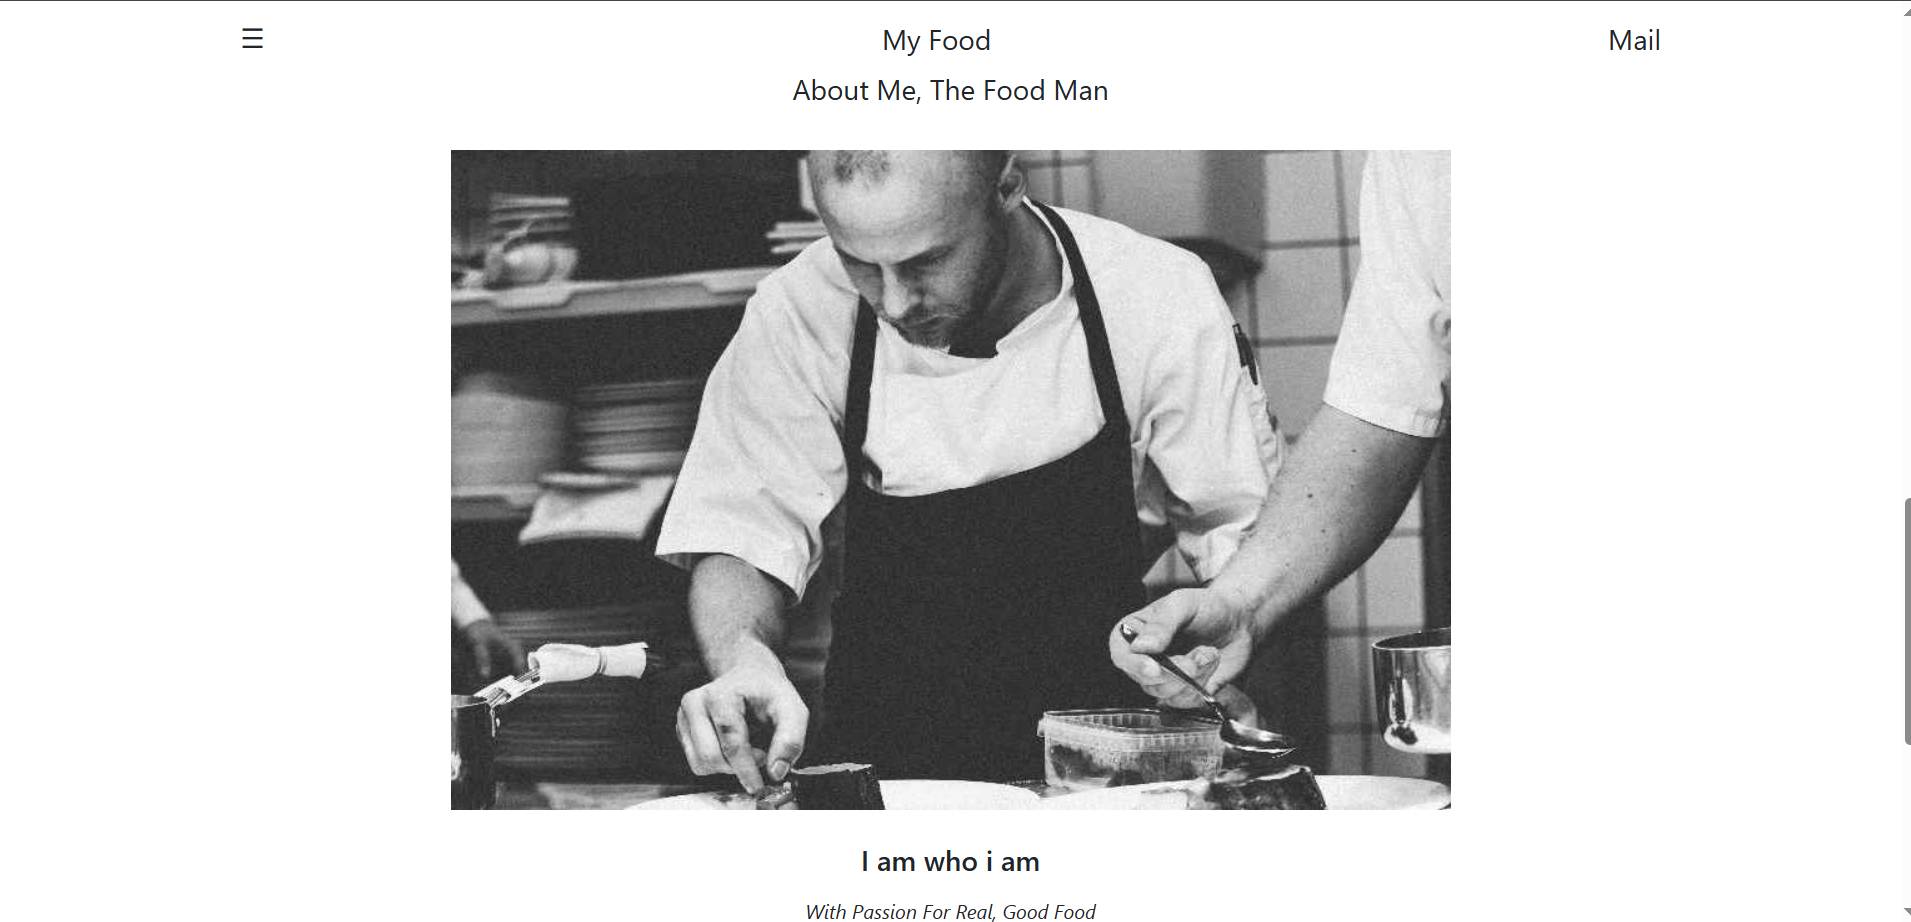 ☰ My Food Mail
About Me, The Food Man
I am who i am
With Passion For Real, Good Food